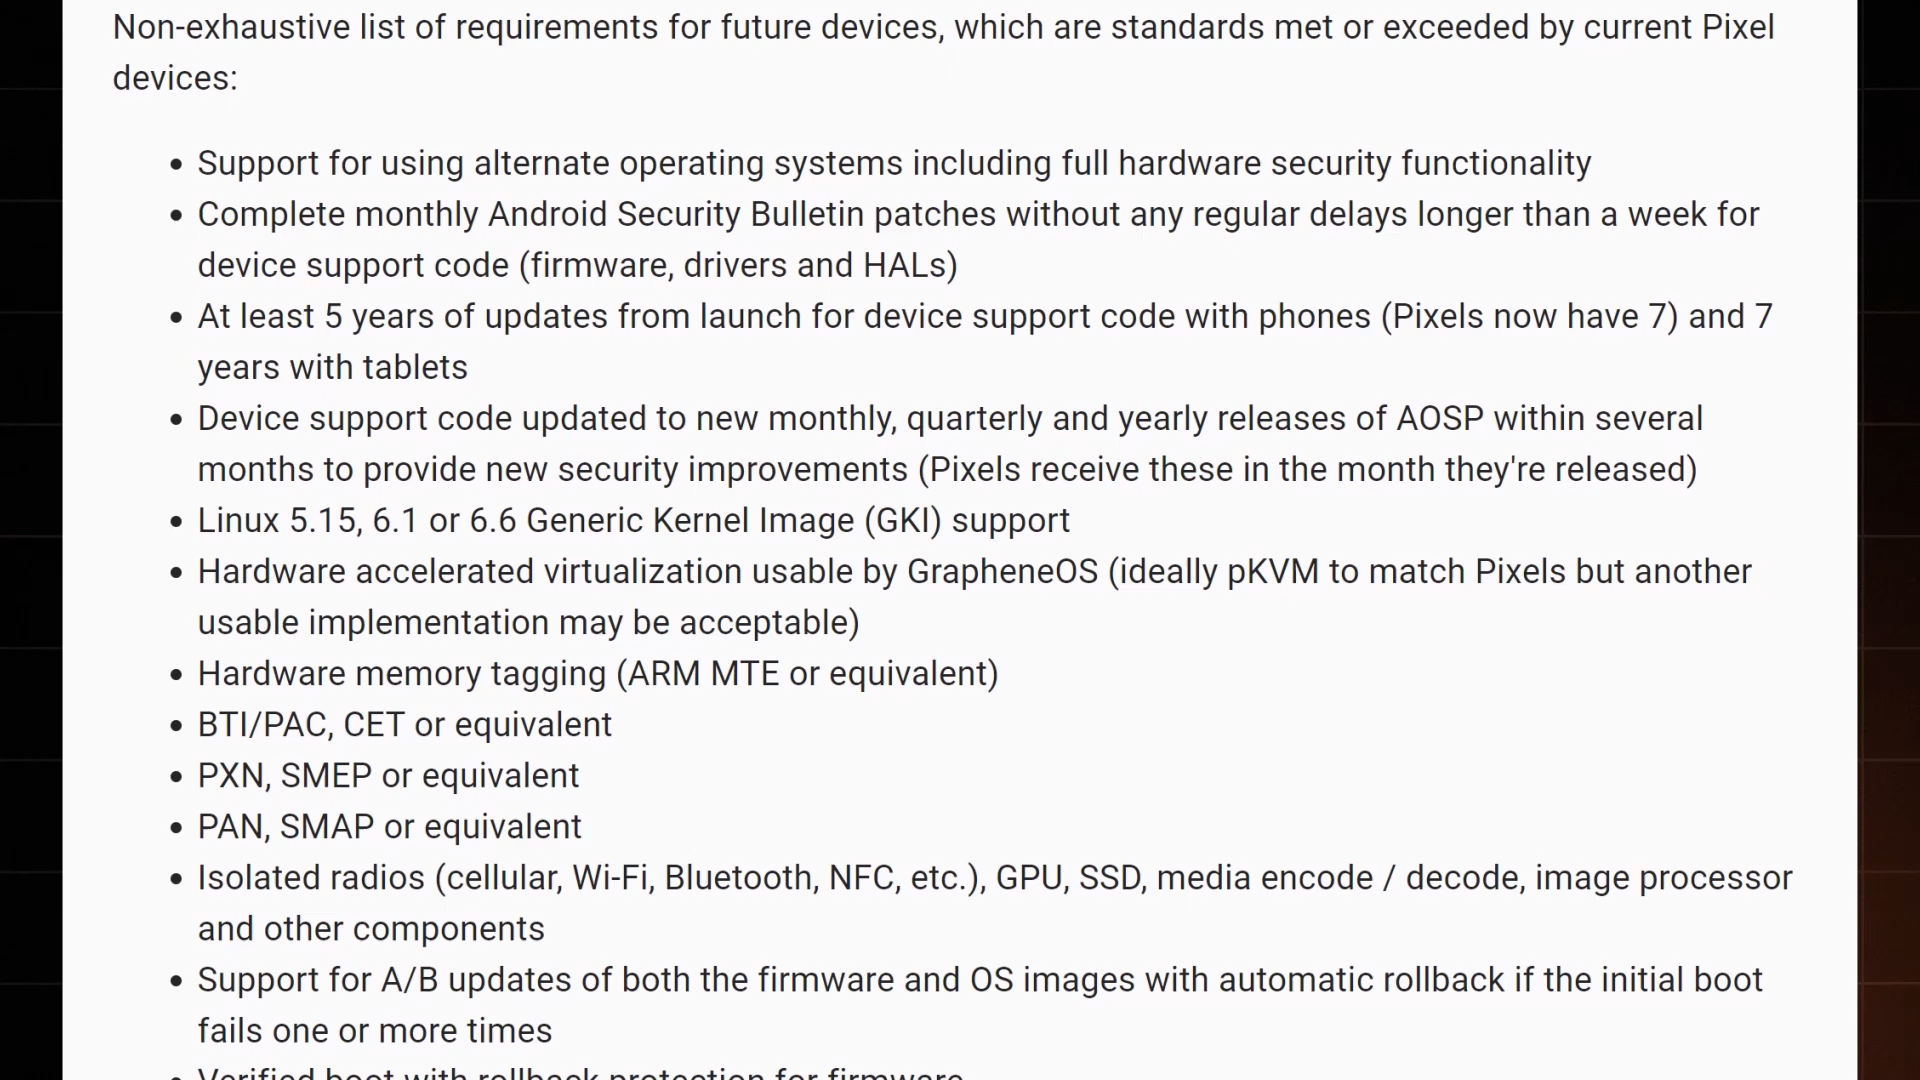 Non-exhaustive list of requirements for future devices, which are standards met or exceeded by current Pixel
devices:
• Support for using alternate operating systems including full hardware security functionality
• Complete monthly Android Security Bulletin patches without any regular delays longer than a week for
device support code (firmware, drivers and HALs)
• At least 5 years of updates from launch for device support code with phones (Pixels now have 7) and 7
years with tablets
• Device support code updated to new monthly, quarterly and yearly releases of AOSP within several
months to provide new security improvements (Pixels receive these in the month they're released)
• Linux 5.15, 6.1 or 6.6 Generic Kernel Image (GKI) support
• Hardware accelerated virtualization usable by GrapheneOS (ideally pKVM to match Pixels but another
usable implementation may be acceptable)
• Hardware memory tagging (ARM MTE or equivalent)
• BTI/PAC, CET or equivalent
• PXN, SMEP or equivalent
• PAN, SMAP or equivalent
• Isolated radios (cellular, Wi-Fi, Bluetooth, NFC, etc.), GPU, SSD, media encode / decode, image processor
and other components
• Support for A/B updates of both the firmware and OS images with automatic rollback if the initial boot
fails one or more times
• Verified boot with rollback protection for firmware